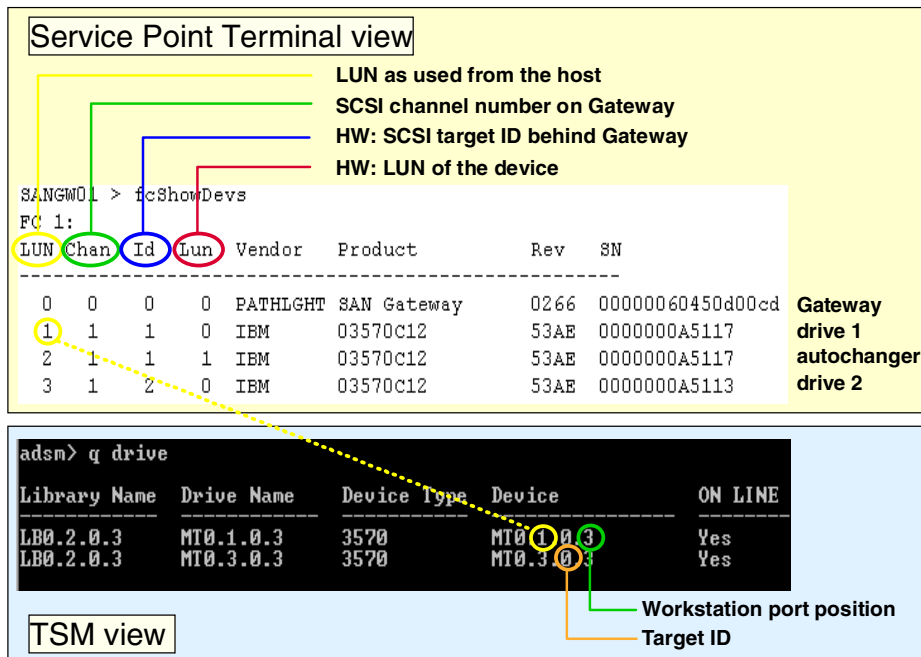 Service Point Terminal view
LUN as used from the host
SCSI channel number on Gateway
HW: SCSI target ID behind Gateway
HW: LUN of the device
SANGW01 > fcShowDevs
FC 1:
LUN Chan Id Lun Vendor Product Rev SN
0 0 0 0 PATHLGHT SAN Gateway 0266 00000060450d00cd Gateway
1 1 1 0 IBM 03570C12 53AE 0000000A5117 drive 1
2 1 1 1 IBM 03570C12 53AE 0000000A5117 autochanger
3 1 2 0 IBM 03570C12 53AE 0000000A5113 drive 2
adsm> q drive
Library Name Drive Name Device Type Device ON LINE
LB0.2.0.3 MT0.1.0.3 3570 MT0.1.0.3 Yes
LB0.2.0.3 MT0.3.0.3 3570 MT0.3.0.3 Yes
Workstation port position
Target ID
TSM view